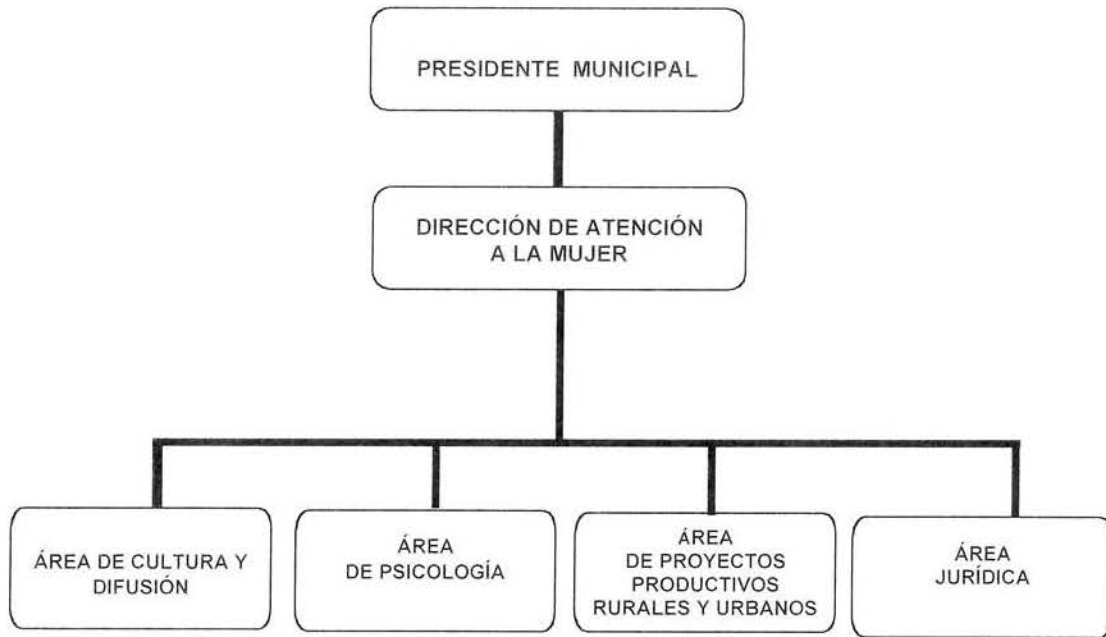 PRESIDENTE MUNICIPAL
DIRECCIÓN DE ATENCIÓN
A LA MUJER
ÁREA DE CULTURA Y
DIFUSIÓN
ÁREA
DE PSICOLOGÍA
ÁREA
DE PROYECTOS
PRODUCTIVOS
RURALES Y URBANOS
ÁREA
JURÍDICA